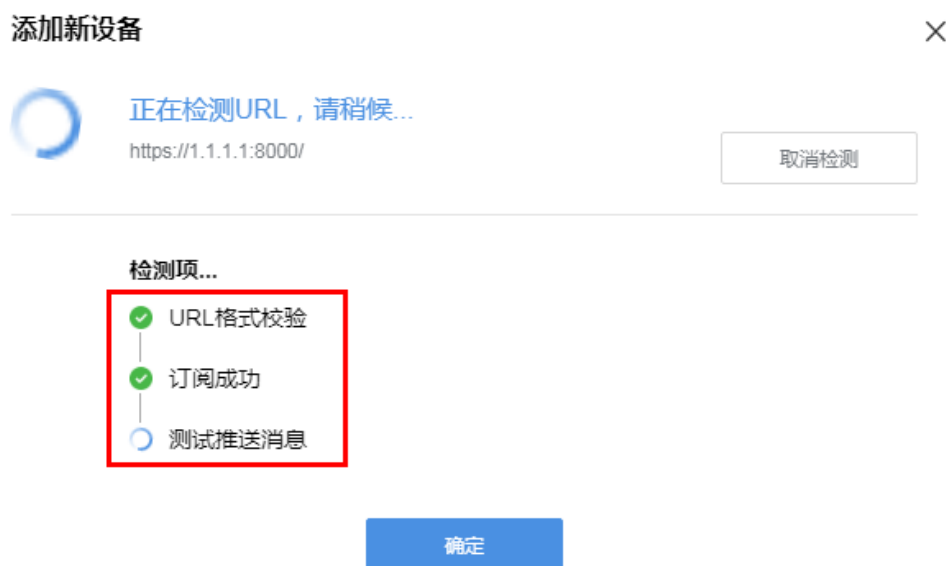 添加新设备
正在检测URL，请稍候...
https://1.1.1.1:8000/
取消检测
检测项...
URL格式校验
订阅成功
测试推送消息
确定